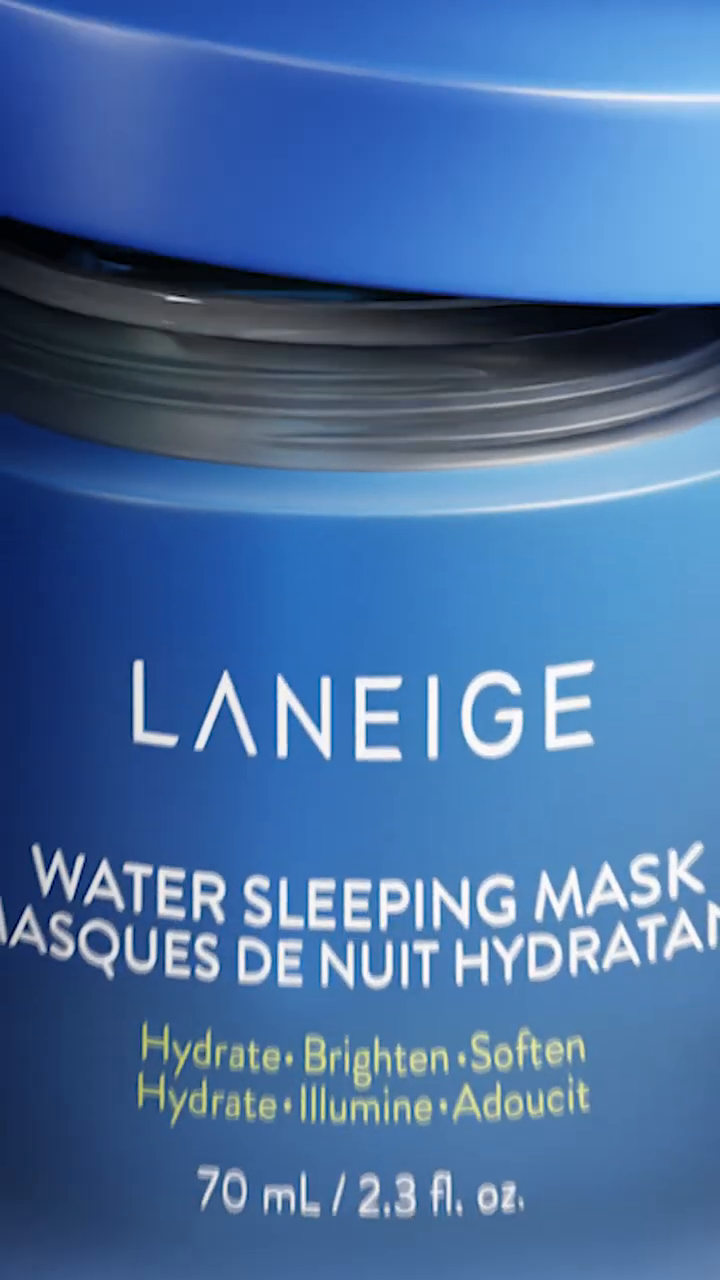 LANEIGE
WATER SLEEPING MASK
MASQUES DE NUIT HYDRATAN
Hydrate • Brighten • Soften
Hydrate • Illumine • Adoucit
70 mL / 2.3 fl. oz.